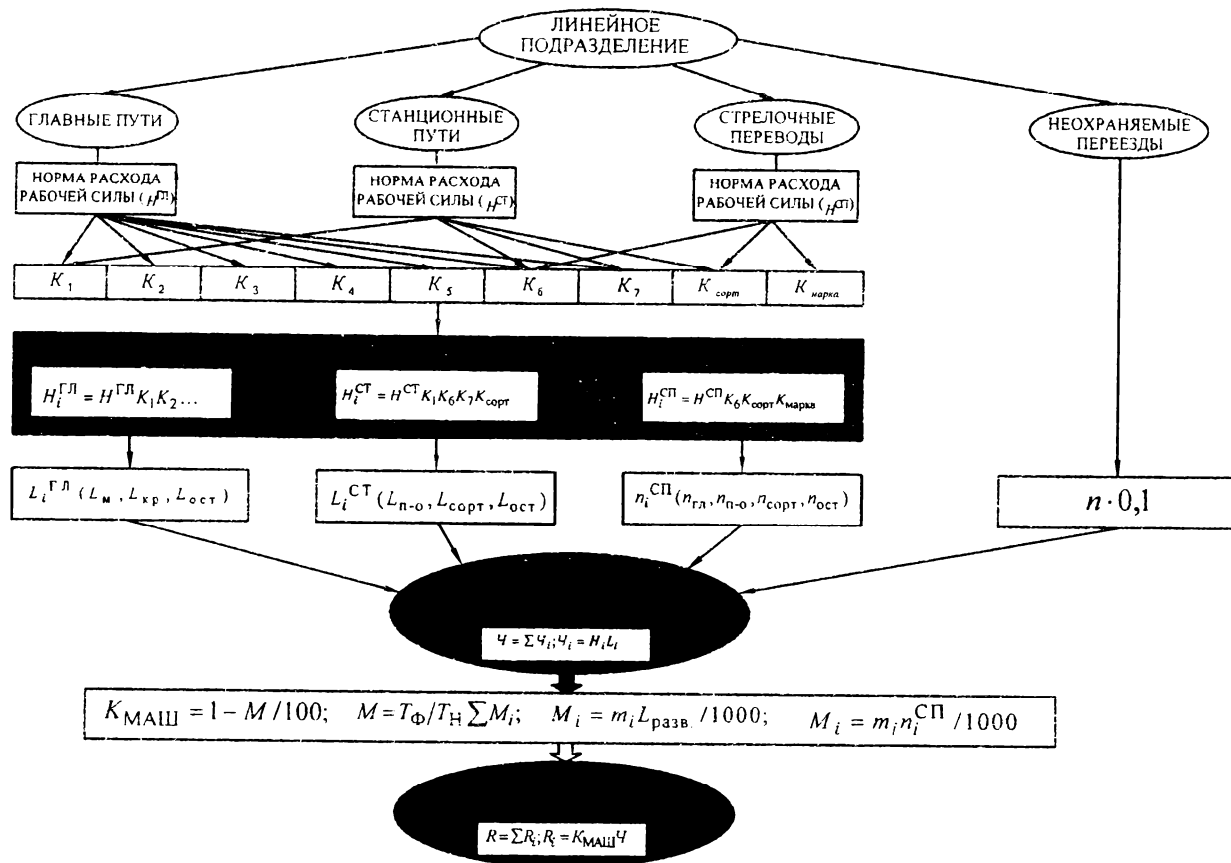 ЛИНЕЙНОЕ
ПОДРАЗДЕЛЕНИЕ
ГЛАВНЫЕ ПУТИ
СТАНЦИОННЫЕ
ПУТИ
СТРЕЛОЧНЫЕ
ПЕРЕВОДЫ
НЕОХРАНЯЕМЫЕ
ПЕРЕЕЗДЫ
НОРМА РАСХОДА
РАБОЧЕЙ СИЛЫ (H^ГЛ)
НОРМА РАСХОДА
РАБОЧЕЙ СИЛЫ (H^СТ)
НОРМА РАСХОДА
РАБОЧЕЙ СИЛЫ (H^СП)
K_1 K_2 K_3 K_4 K_5 K_6 K_7 K_сорт K_марка
H_i^ГЛ = H^ГЛ K_1 K_2 ...
H_i^СТ = H^СТ K_1 K_6 K_7 K_сорт
H_i^СП = H^СП K_6 K_сорт K_марка
L_i^ГЛ (L_м, L_кр, L_ост)
L_i^СТ (L_п-о, L_сорт, L_ост)
n_i^СП (n_гл, n_п-о, n_сорт, n_ост)
n · 0,1
Ч = ΣЧ_i; Ч_i = H_i L_i
K_МАШ = 1 – M /100; M = T_Ф / T_Н ∑ M_i; M_i = m_i L_разв. /1000; M_i = m_i n_i^СП /1000
R = ΣR_i; R_i = K_МАШ Ч